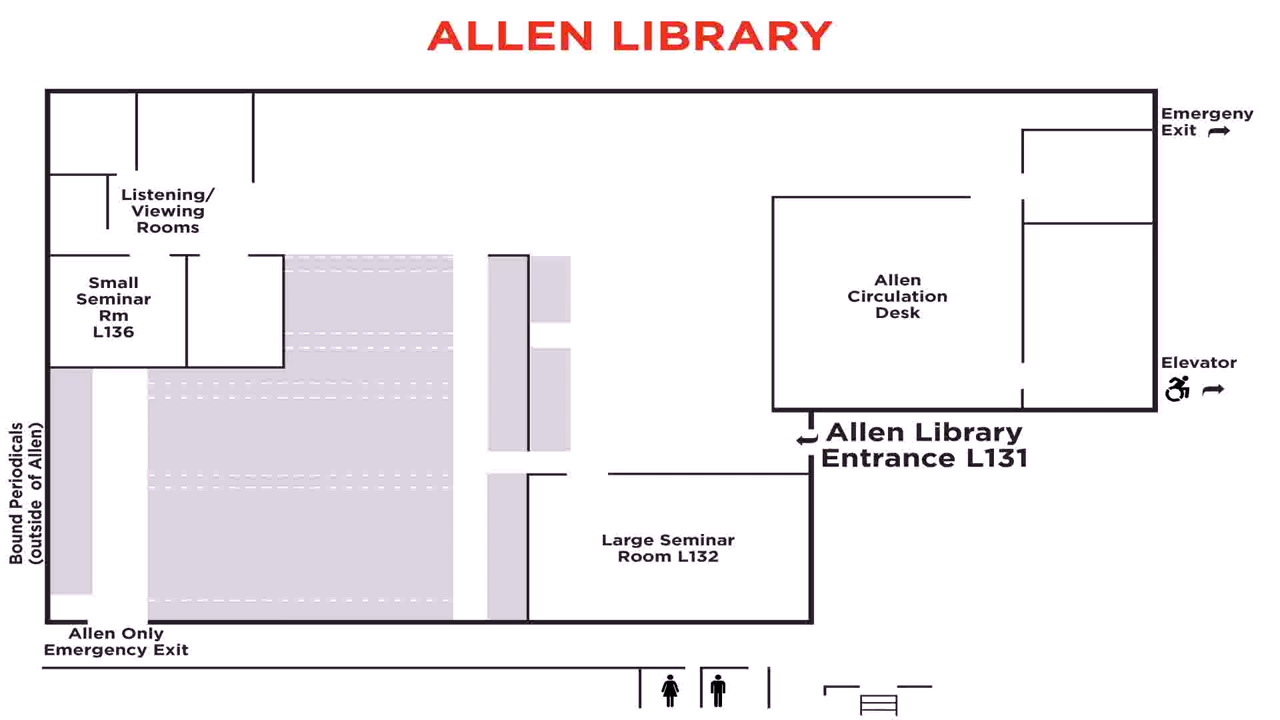 ALLEN LIBRARY
Emergeny
Exit
Listening/
Viewing
Rooms
Small
Seminar
Rm
L136
Allen
Circulation
Desk
Elevator
Allen Library
Entrance L131
Bound Periodicals
(outside of Allen)
Large Seminar
Room L132
Allen Only
Emergency Exit